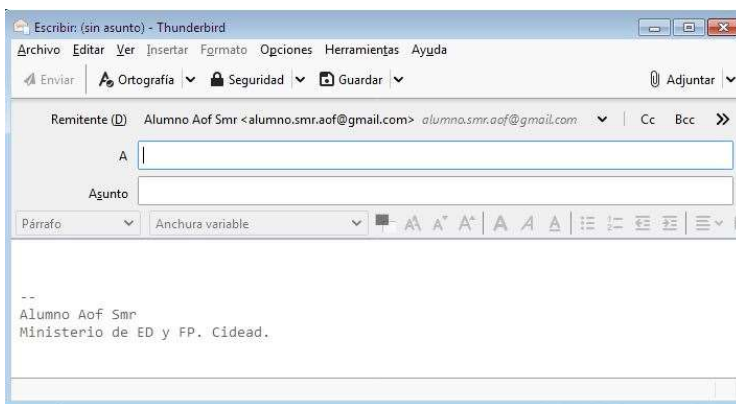 Escribir: (sin asunto) - Thunderbird
Archivo Editar Ver Insertar Formato Opciones Herramientas Ayuda
Enviar Ortografía Seguridad Guardar Adjuntar
Remitente (D) Alumno Aof Smr <alumno.smr.aof@gmail.com> alumno.smr.aof@gmail.com Cc Bcc »
A
Asunto
Párrafo Anchura variable
--
Alumno Aof Smr
Ministerio de ED y FP. Cidead.